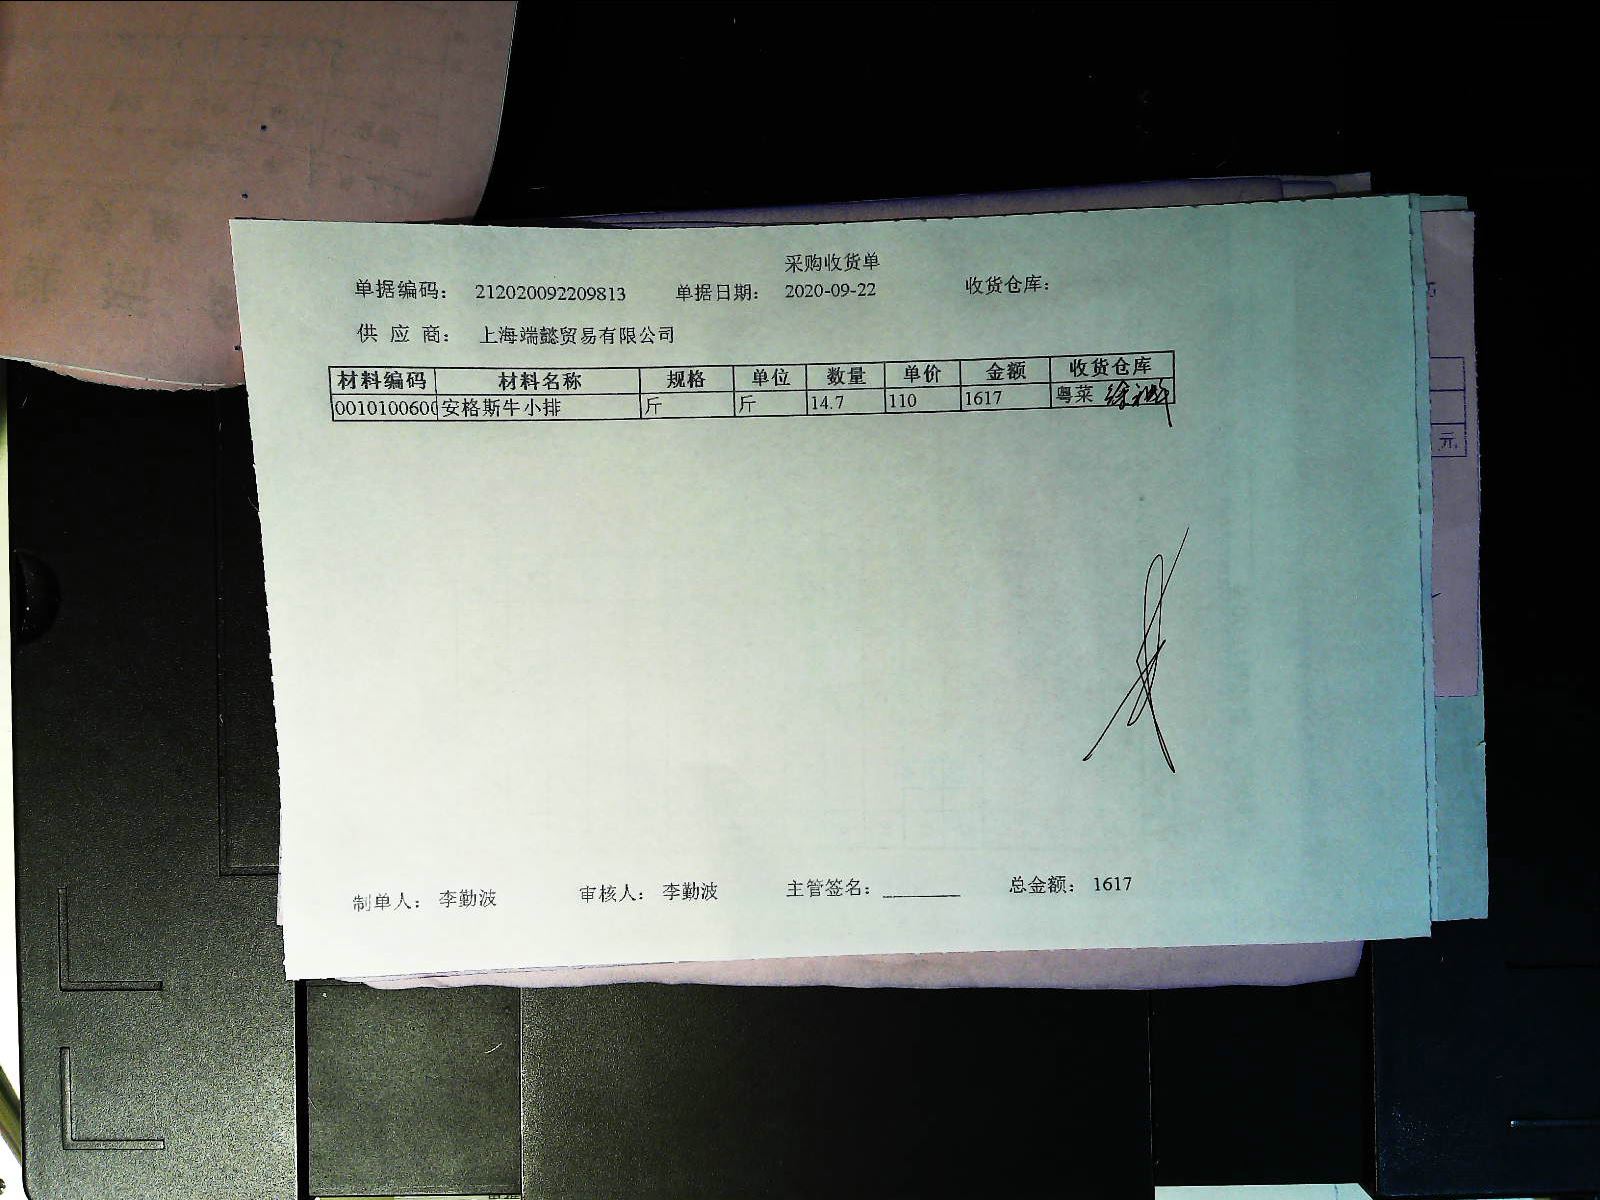 采购收货单
单据编码： 212020092209813 单据日期： 2020-09-22 收货仓库：
供 应 商： 上海端懿贸易有限公司
材料编码 材料名称 规格 单位 数量 单价 金额 收货仓库
0010100600 安格斯牛小排 斤 斤 14.7 110 1617 粤菜
元
制单人： 李勤波 审核人： 李勤波 主管签名： 总金额： 1617